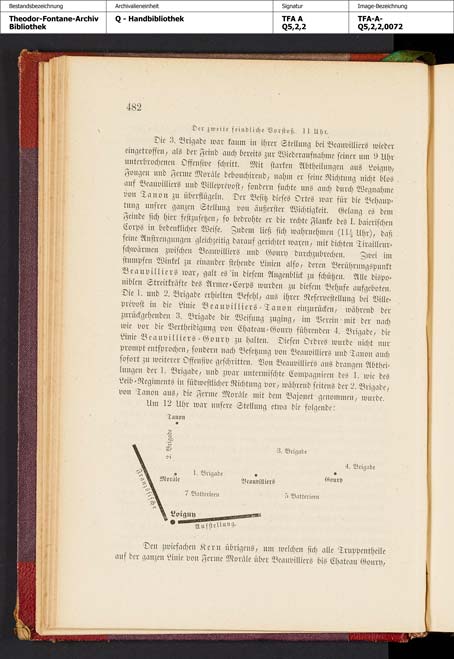 Bestandsbezeichnung Archivalieneinheit Signatur Image-Bezeichnung
Theodor-Fontane-Archiv Q - Handbibliothek TFA A TFA-A-
Bibliothek Q5,2,2 Q5,2,2,0072
482
Der zweite feindliche Vorstoß. 11 Uhr.
Die 3. Brigade war kaum in ihrer Stellung bei Beauvilliers wieder
eingetroffen, als der Feind auch bereits zur Wiederaufnahme seiner um 9 Uhr
unterbrochenen Offensive schritt. Mit starken Abtheilungen aus Loigny,
Fougeu und Ferme Morâle debouchirend, nahm er seine Richtung nicht blos
auf Beauvilliers und Villeprévost, sondern suchte uns auch durch Wegnahme
von Tanon zu überflügeln. Der Besitz dieses Ortes war für die Behaup-
tung unsrer ganzen Stellung von äußerster Wichtigkeit. Gelang es dem
Feinde sich hier festzusetzen, so bedrohte er die rechte Flanke des I. baierischen
Corps in bedenklicher Weise. Zudem ließ sich wahrnehmen (11½ Uhr), daß
seine Anstrengungen gleichzeitig darauf gerichtet waren, mit dichten Tirailleur-
schwärmen zwischen Beauvilliers und Goury durchzubrechen. Zwei im
stumpfen Winkel zu einander stehende Linien also, deren Berührungspunkt
Beauvilliers war, galt es in diesem Augenblick zu schützen. Alle dispo-
niblen Streitkräfte des Armee-Corps wurden zu diesem Behufe aufgeboten.
Die 1. und 2. Brigade erhielten Befehl, aus ihrer Reservestellung bei Ville-
prévost in die Linie Beauvilliers-Tanon einzurücken, während der
zurückgehenden 3. Brigade die Weisung zuging, im Verein mit der nach
wie vor die Vertheidigung von Chateau-Goury führenden 4. Brigade, die
Linie Beauvilliers-Goury zu halten. Diesen Ordres wurde nicht nur
prompt entsprochen, sondern nach Besetzung von Beauvilliers und Tanon auch
sofort zu weiterer Offensive geschritten. Von Beauvilliers aus drangen Abthei-
lungen der 1. Brigade, und zwar untermischte Compagnieen des 1. wie des
Leib-Regiments in südwestlicher Richtung vor, während seitens der 2. Brigade,
von Tanon aus, die Ferme Morâle mit dem Bajonet genommen, wurde.
Um 12 Uhr war unsere Stellung etwa die folgende:
Tanon
2. Brigade
3. Brigade
4. Brigade
1. Brigade
Morâle
Beauvilliers
Goury
7 Batterieen
5 Batterieen
Französische
Loigny
Aufstellung.
Den zwiefachen Kern übrigens, um welchen sich alle Truppentheile
auf der ganzen Linie von Ferme Morâle über Beauvilliers bis Chateau Goury,